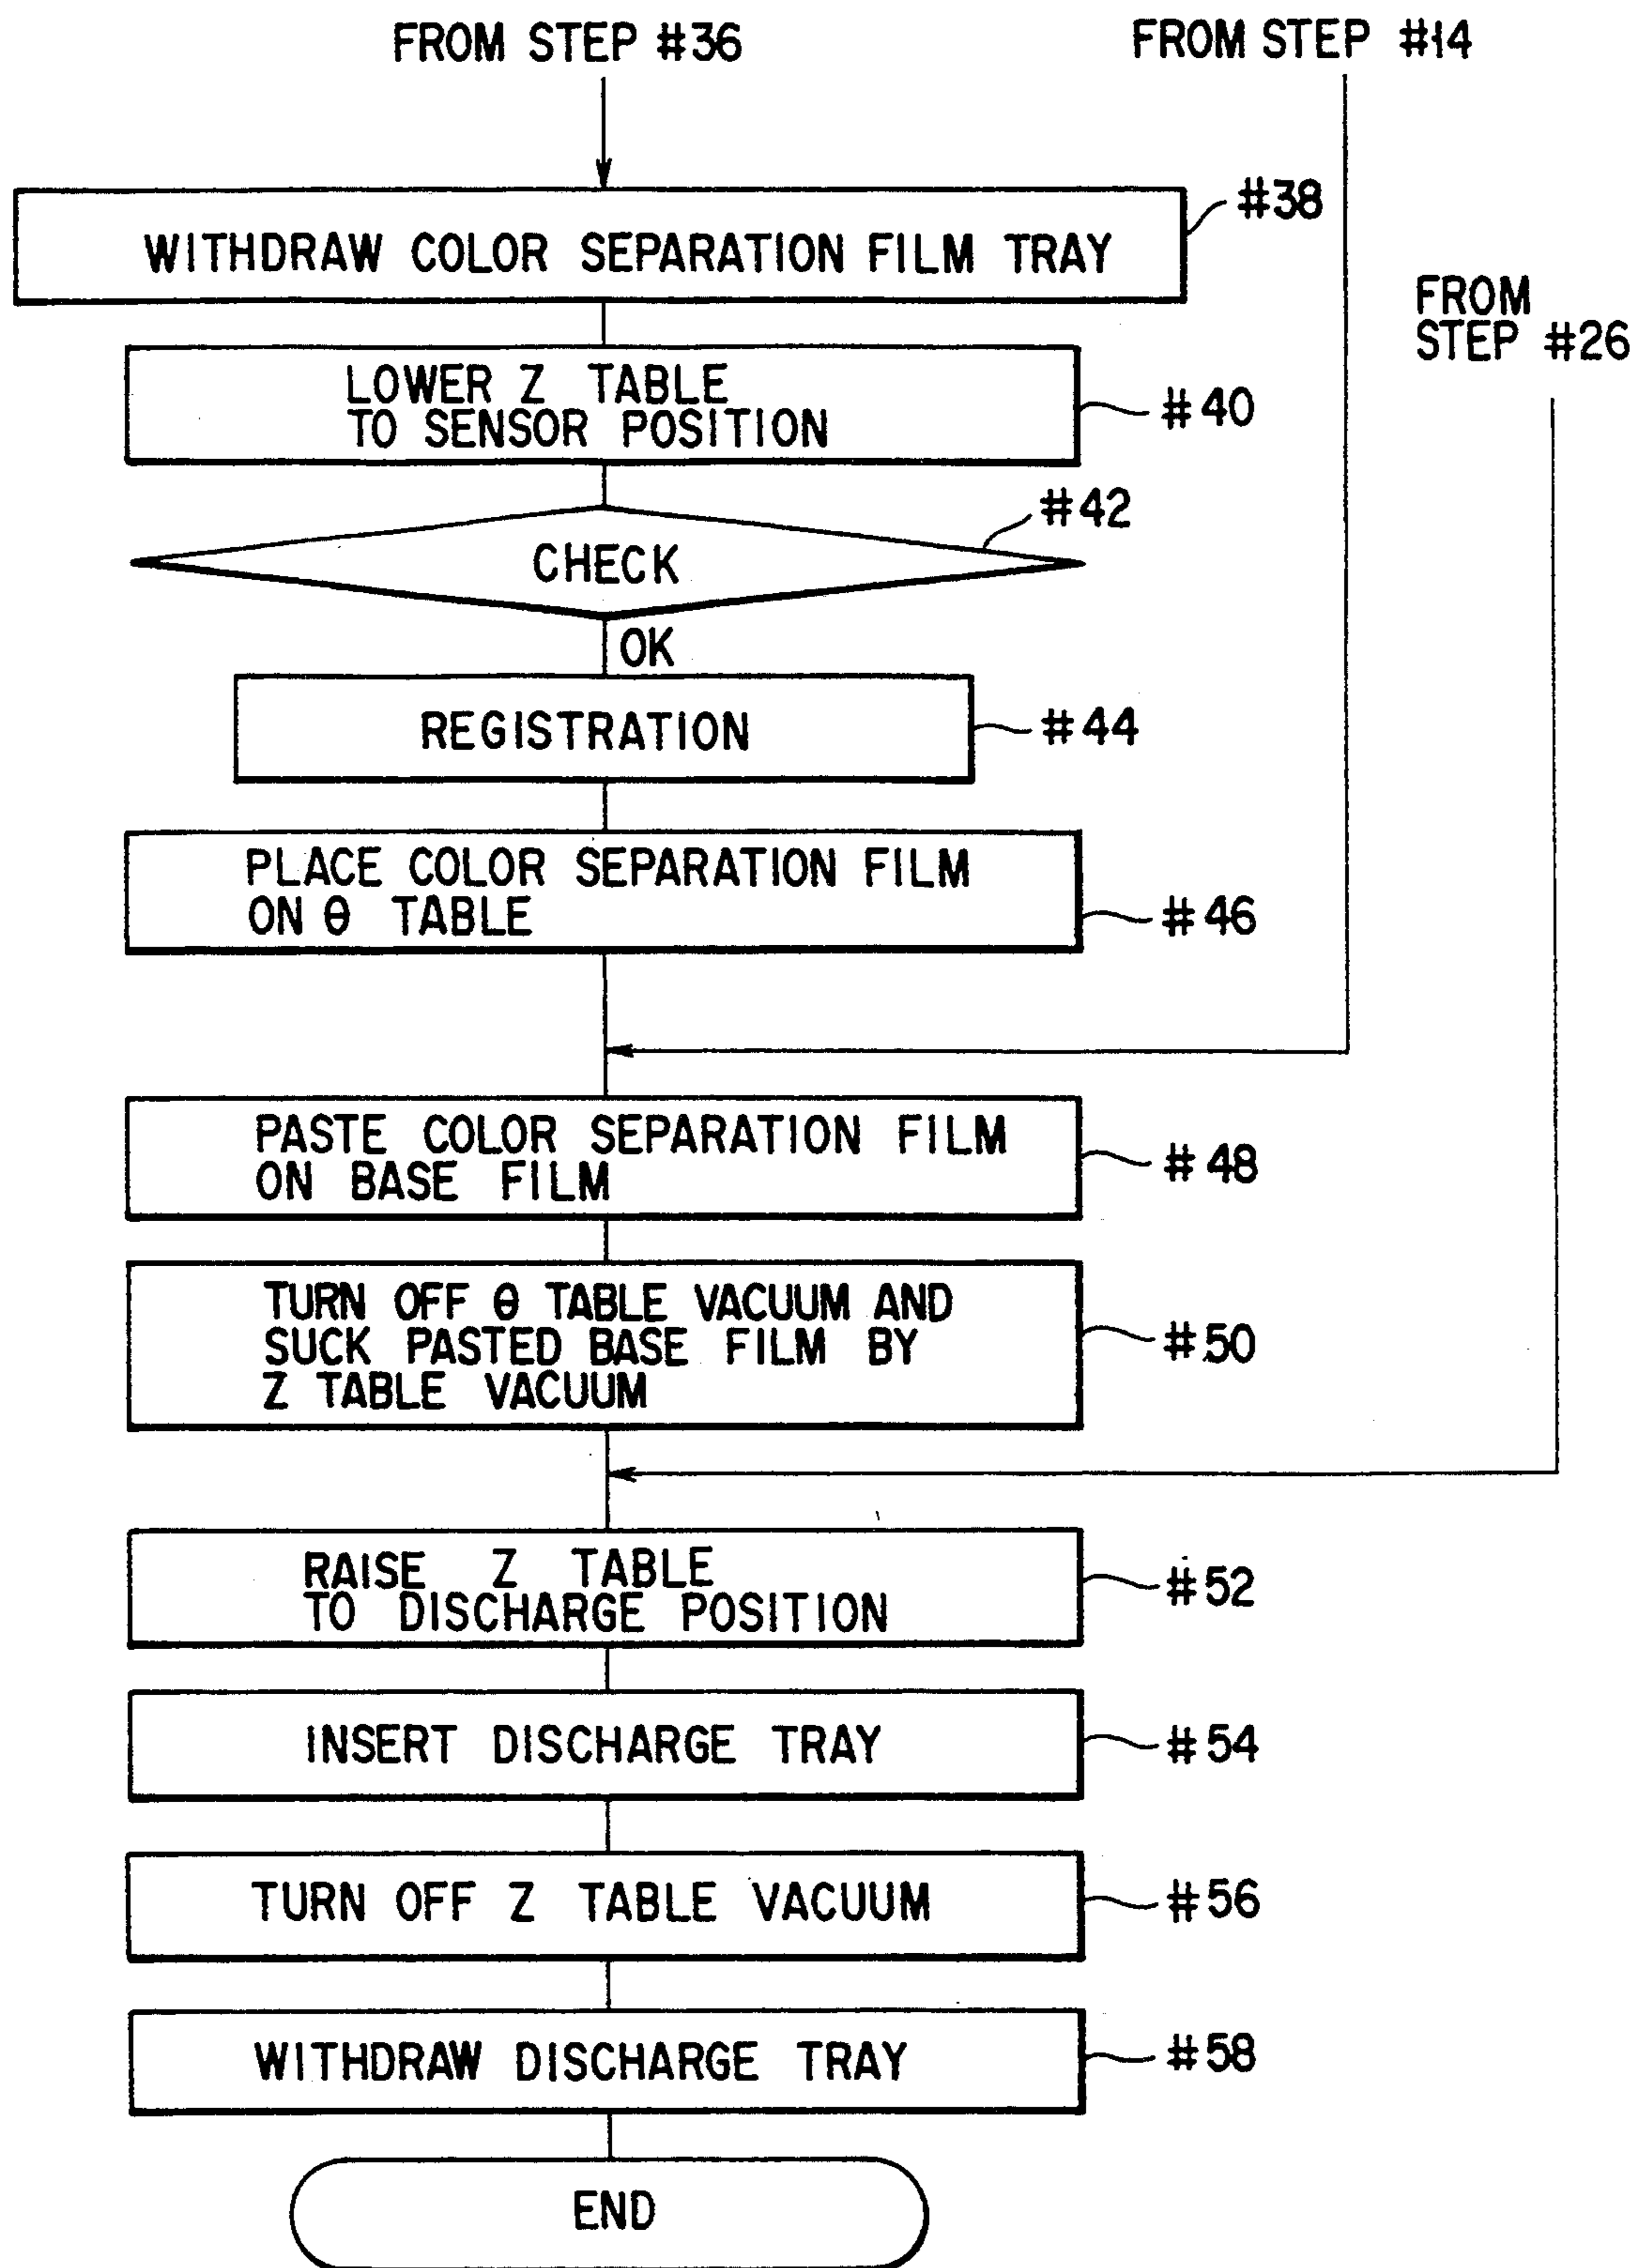 FROM STEP #36
FROM STEP #14
WITHDRAW COLOR SEPARATION FILM TRAY
#38
FROM
STEP #26
LOWER Z TABLE
TO SENSOR POSITION
#40
CHECK
#42
OK
REGISTRATION
#44
PLACE COLOR SEPARATION FILM
ON θ TABLE
#46
PASTE COLOR SEPARATION FILM
ON BASE FILM
#48
TURN OFF θ TABLE VACUUM AND
SUCK PASTED BASE FILM BY
Z TABLE VACUUM
#50
RAISE Z TABLE
TO DISCHARGE POSITION
#52
INSERT DISCHARGE TRAY
#54
TURN OFF Z TABLE VACUUM
#56
WITHDRAW DISCHARGE TRAY
#58
END